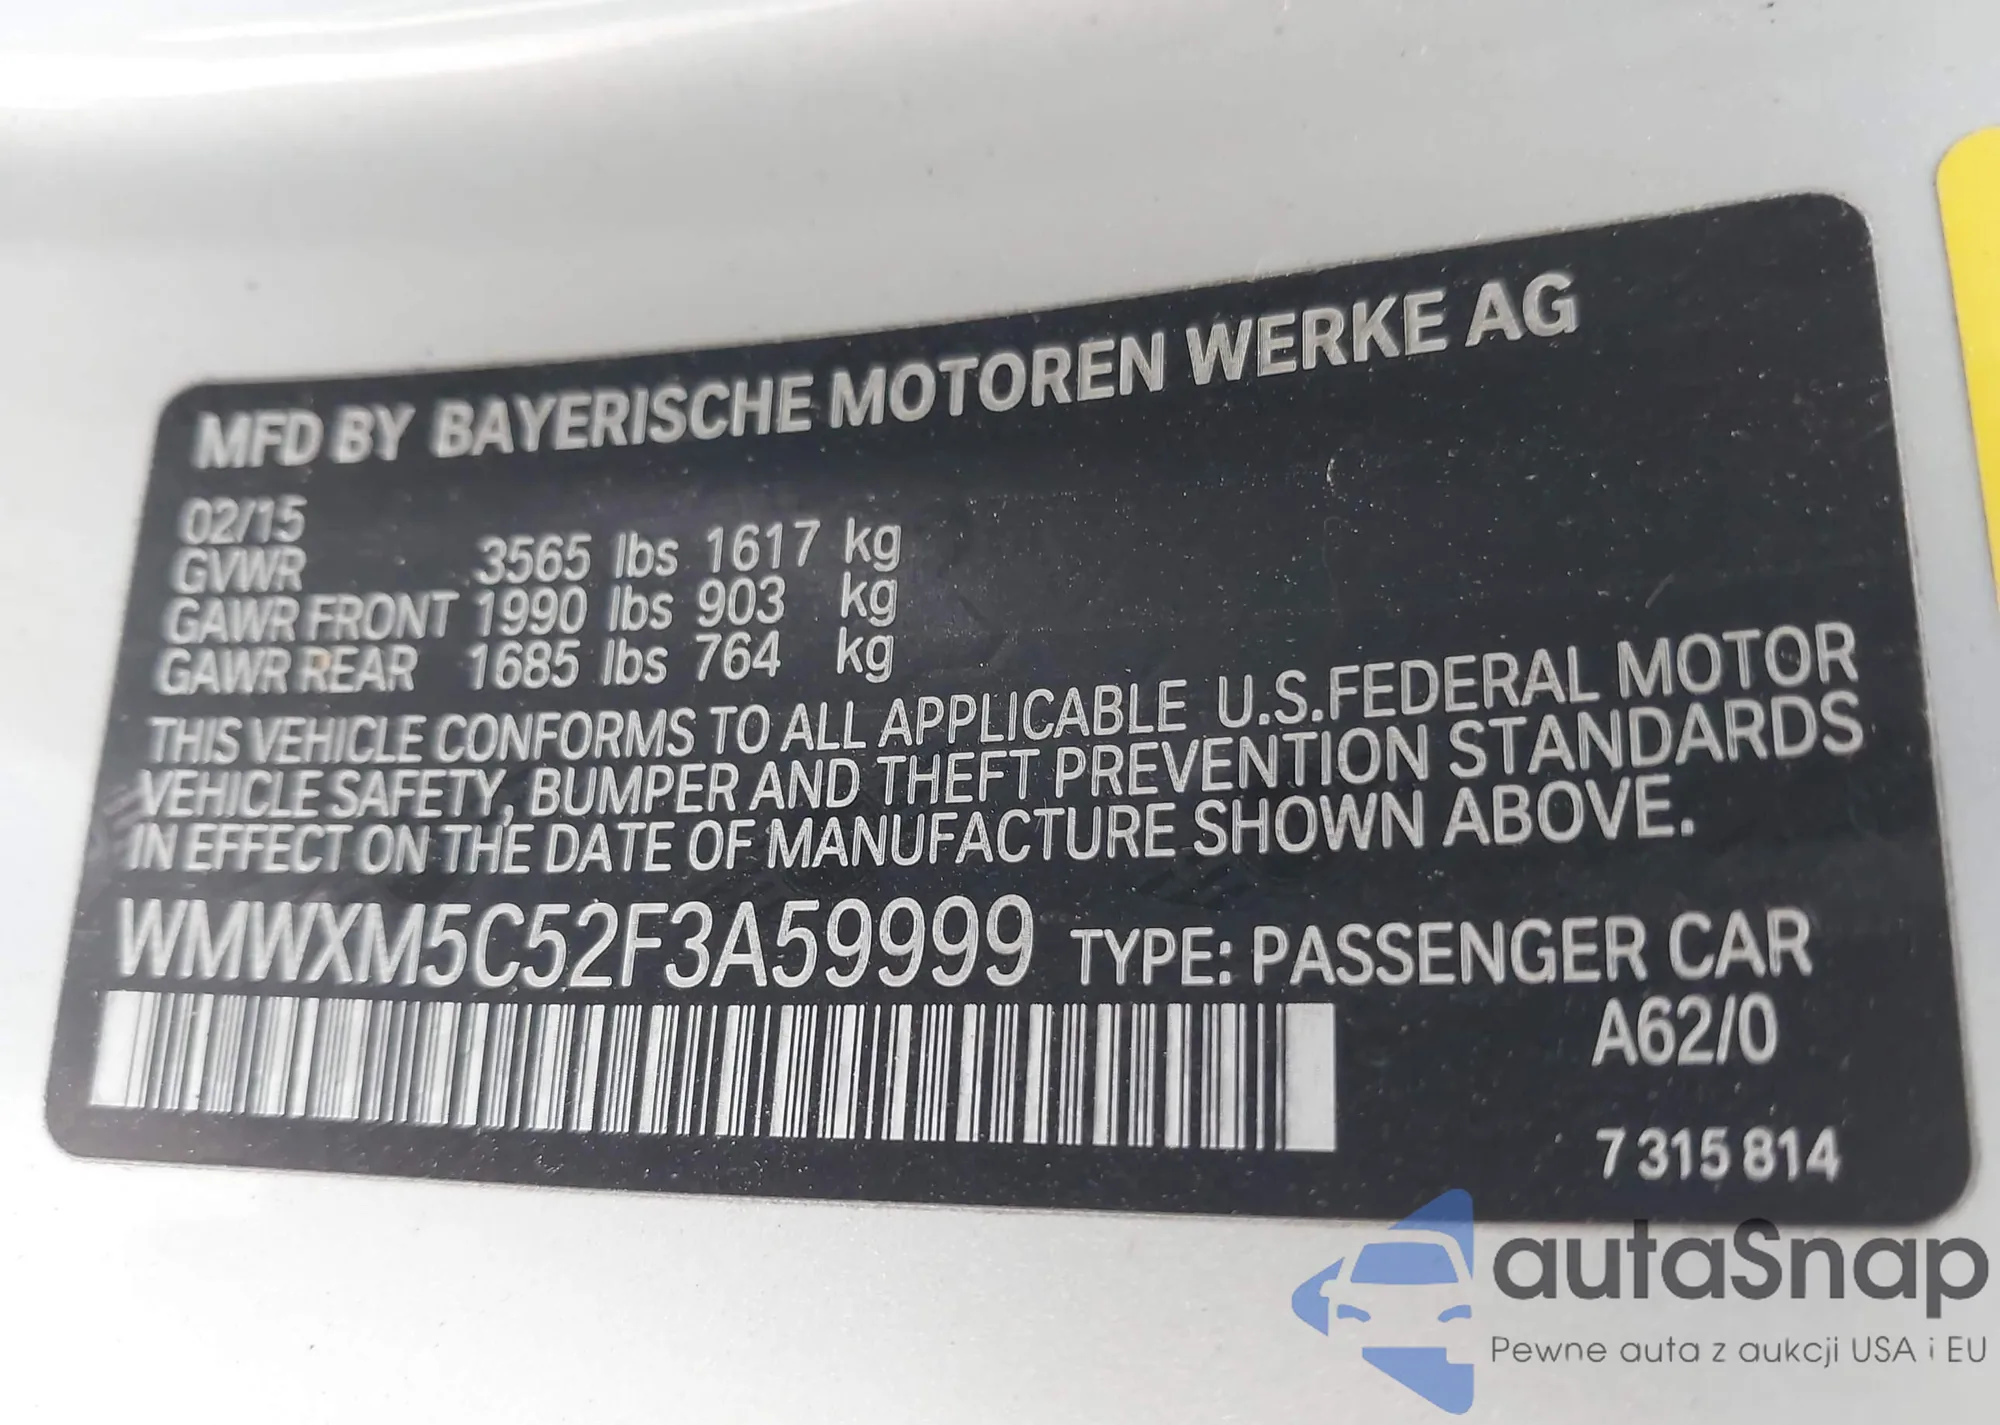 MFD BY BAYERISCHE MOTOREN WERKE AG
02/15
GVWR 3565 lbs 1617 kg
GAWR FRONT 1990 lbs 903 kg
GAWR REAR 1685 lbs 764 kg
THIS VEHICLE CONFORMS TO ALL APPLICABLE U.S.FEDERAL MOTOR
VEHICLE SAFETY, BUMPER AND THEFT PREVENTION STANDARDS
IN EFFECT ON THE DATE OF MANUFACTURE SHOWN ABOVE.
WMWXM5C52F3A59999 TYPE: PASSENGER CAR
A62/0
7 315 814
autaSnap
Pewne auta z aukcji USA i EU